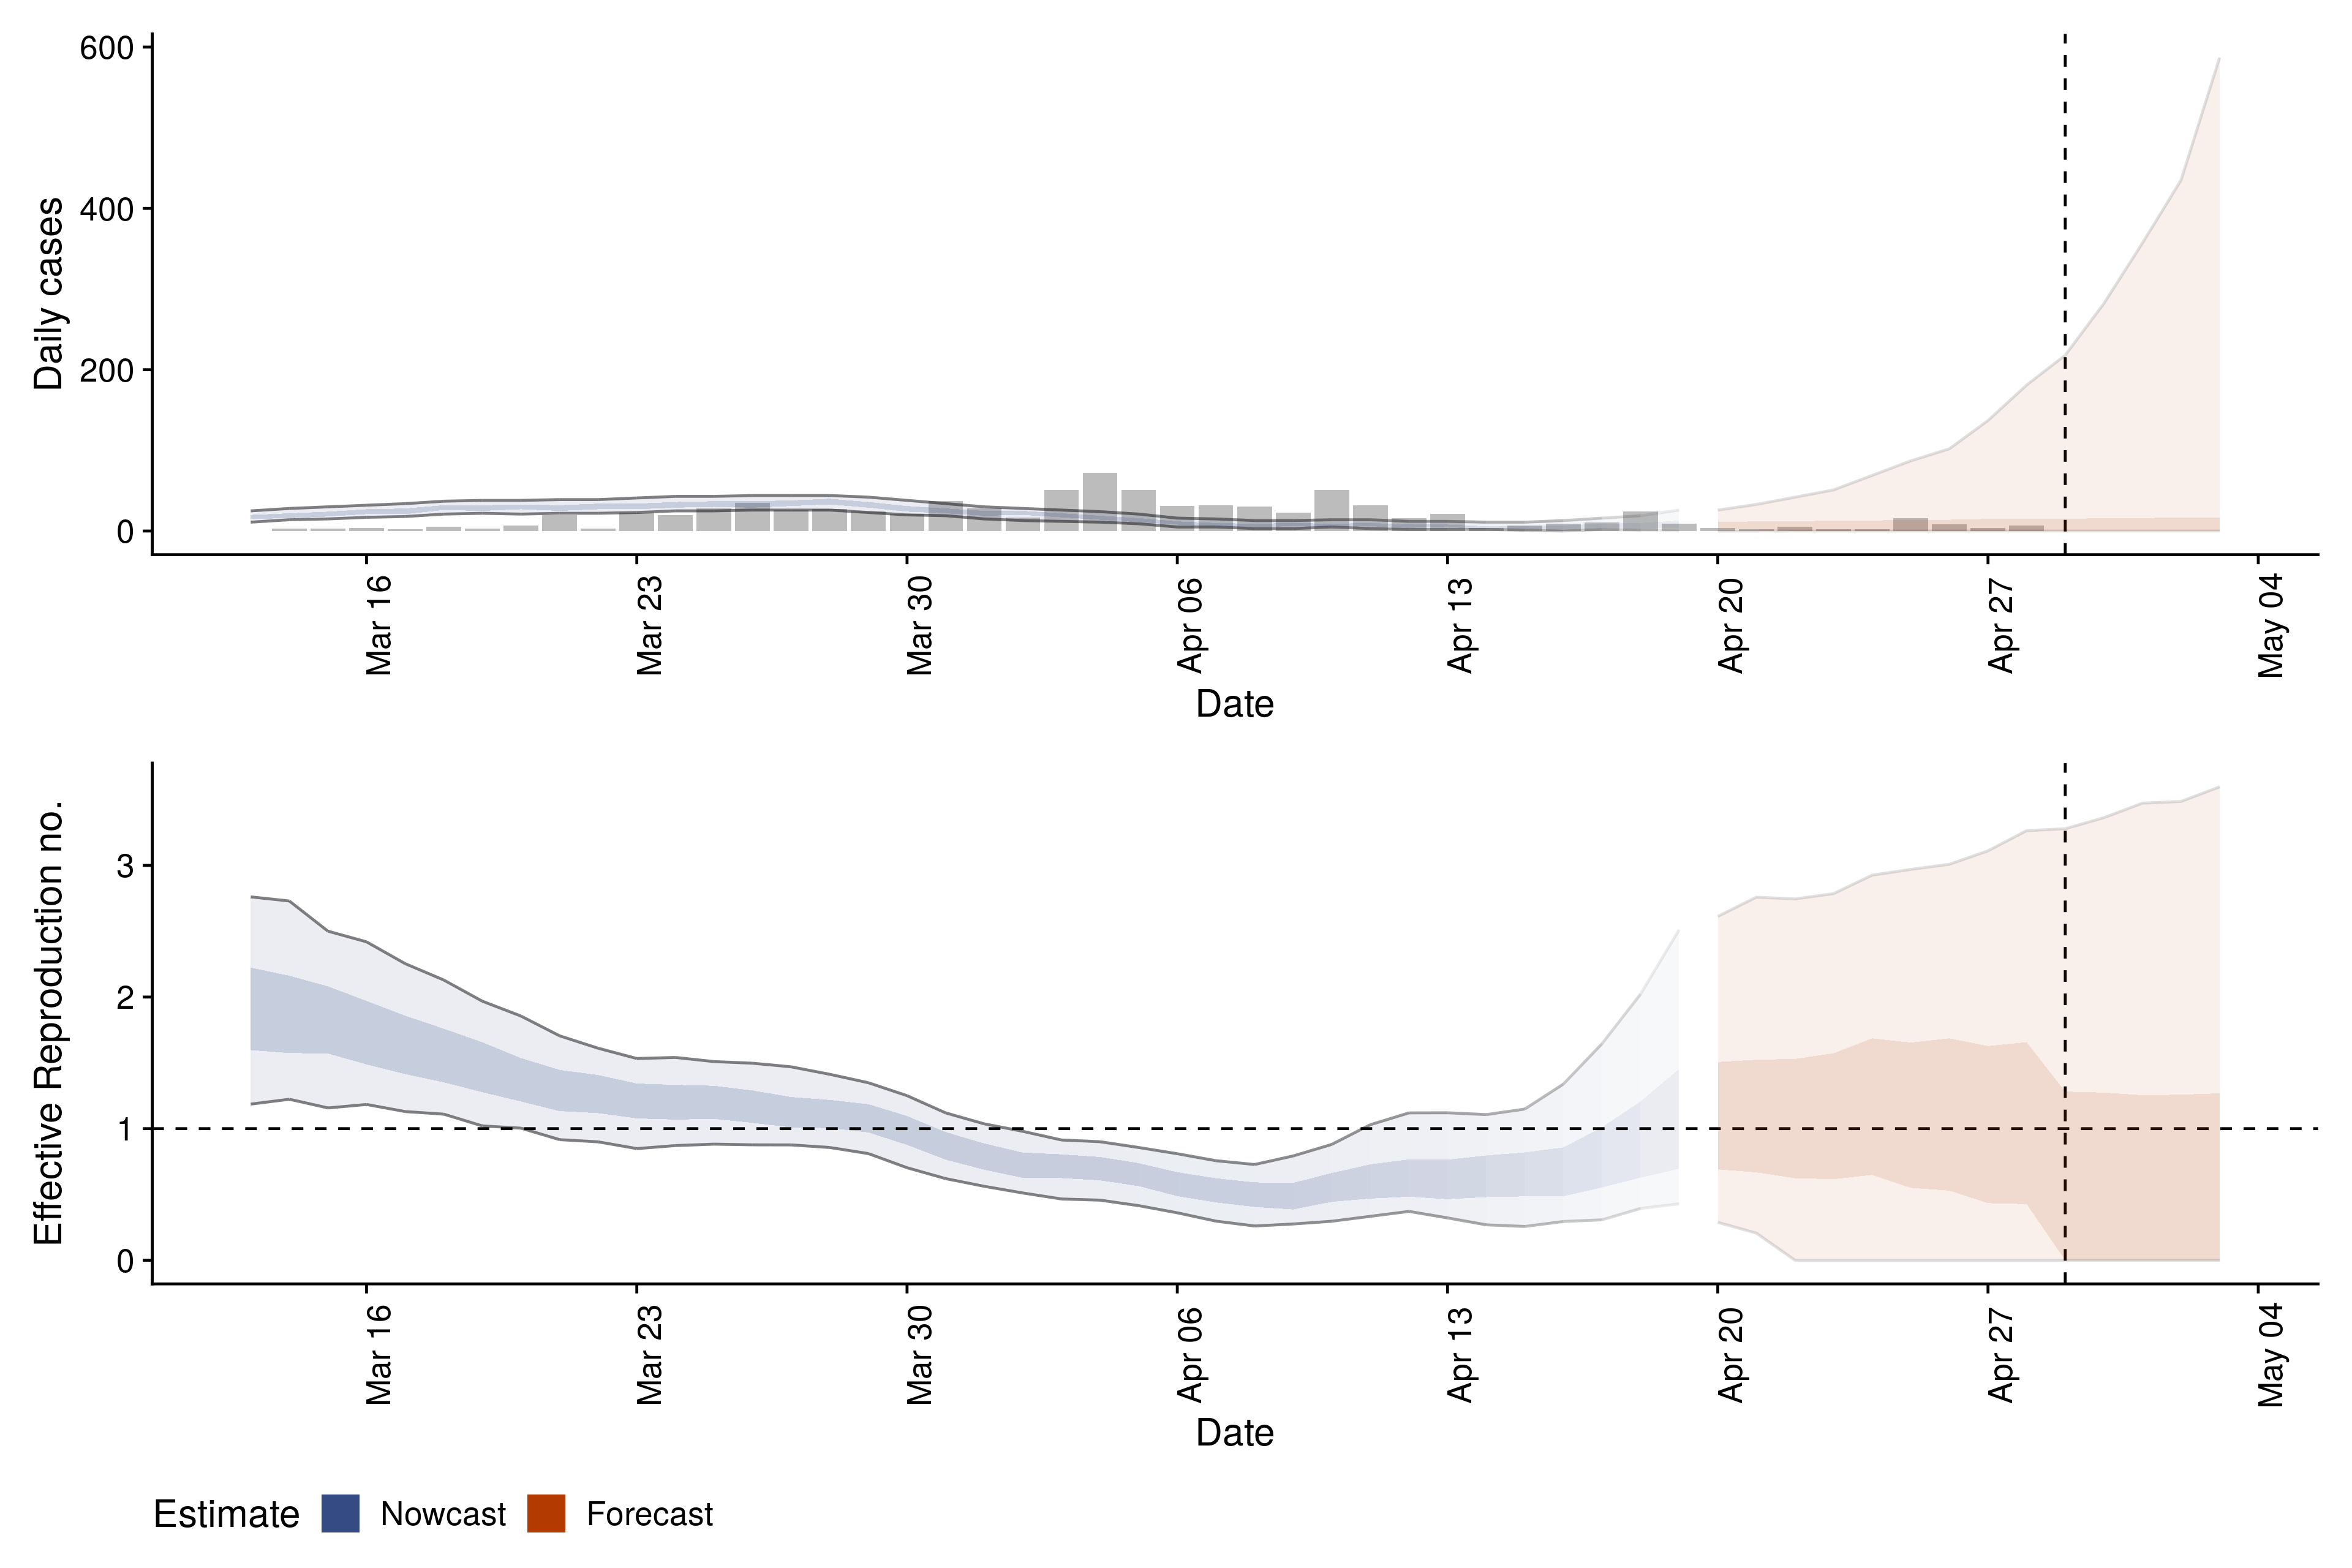 600
400
200
0
Daily cases
Mar 16
Mar 23
Mar 30
Apr 06
Apr 13
Apr 20
Apr 27
May 04
Date
3
2
1
0
Effective Reproduction no.
Mar 16
Mar 23
Mar 30
Apr 06
Apr 13
Apr 20
Apr 27
May 04
Date
Estimate Nowcast Forecast